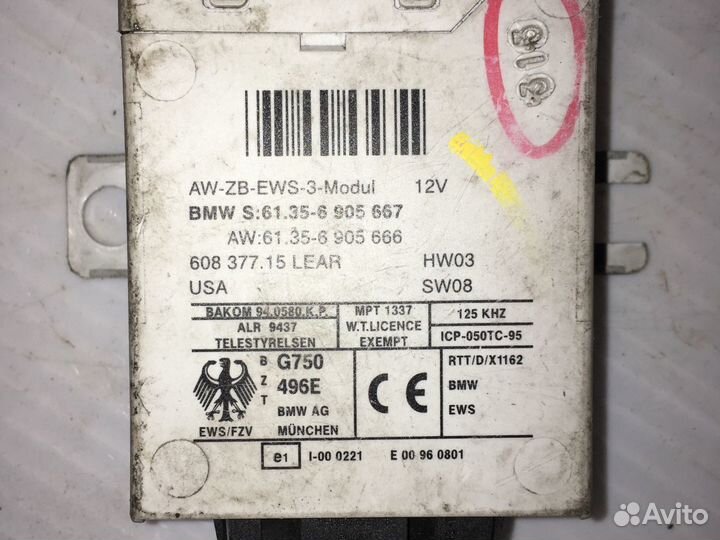 AW-ZB-EWS-3-Modul 12V
BMW S:61.35-6 905 667
AW:61.35-6 905 666
608 377.15 LEAR HW03
USA SW08
BAKOM 94.0580.K.P.
ALR 9437
TELESTYRELSEN
MPT 1337
W.T.LICENCE
EXEMPT
125 KHZ
ICP-050TC-95
B Z T
G750
496E
BMW AG
MÜNCHEN
EWS/FZV
CE
RTT/D/X1162
BMW
EWS
e1 I-00 0221 E 00 96 0801
Avito